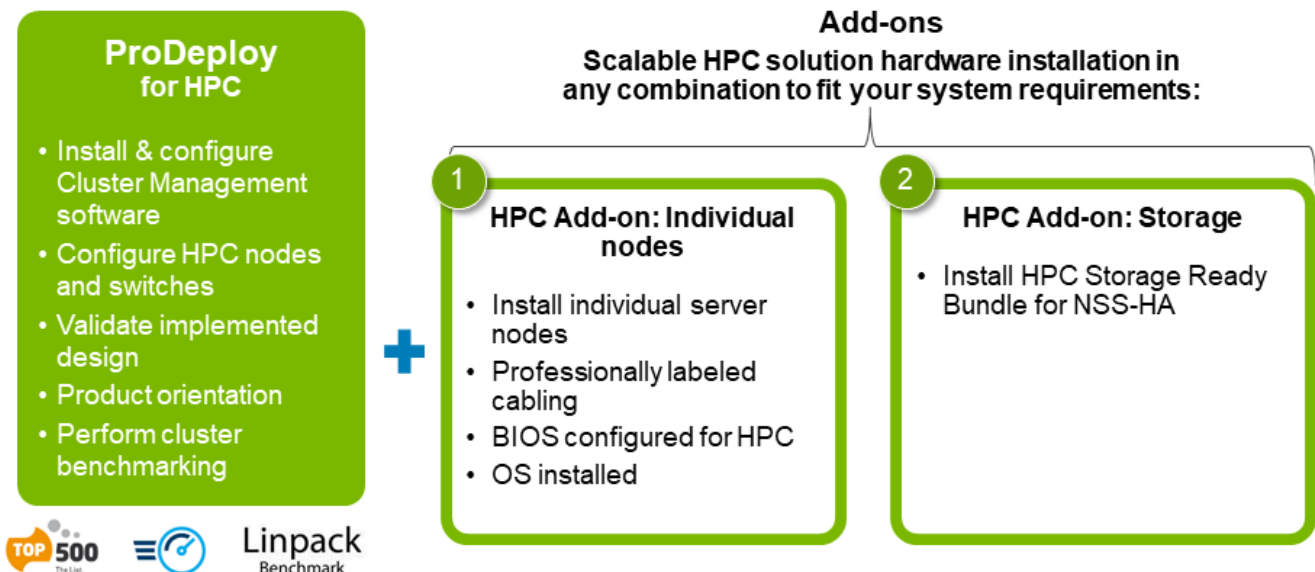 ProDeploy
for HPC
• Install & configure
Cluster Management
software
• Configure HPC nodes
and switches
• Validate implemented
design
• Product orientation
• Perform cluster
benchmarking
TOP 500
The List.
Linpack
Benchmark
Add-ons
Scalable HPC solution hardware installation in
any combination to fit your system requirements:
1
HPC Add-on: Individual
nodes
• Install individual server
nodes
• Professionally labeled
cabling
• BIOS configured for HPC
• OS installed
2
HPC Add-on: Storage
• Install HPC Storage Ready
Bundle for NSS-HA